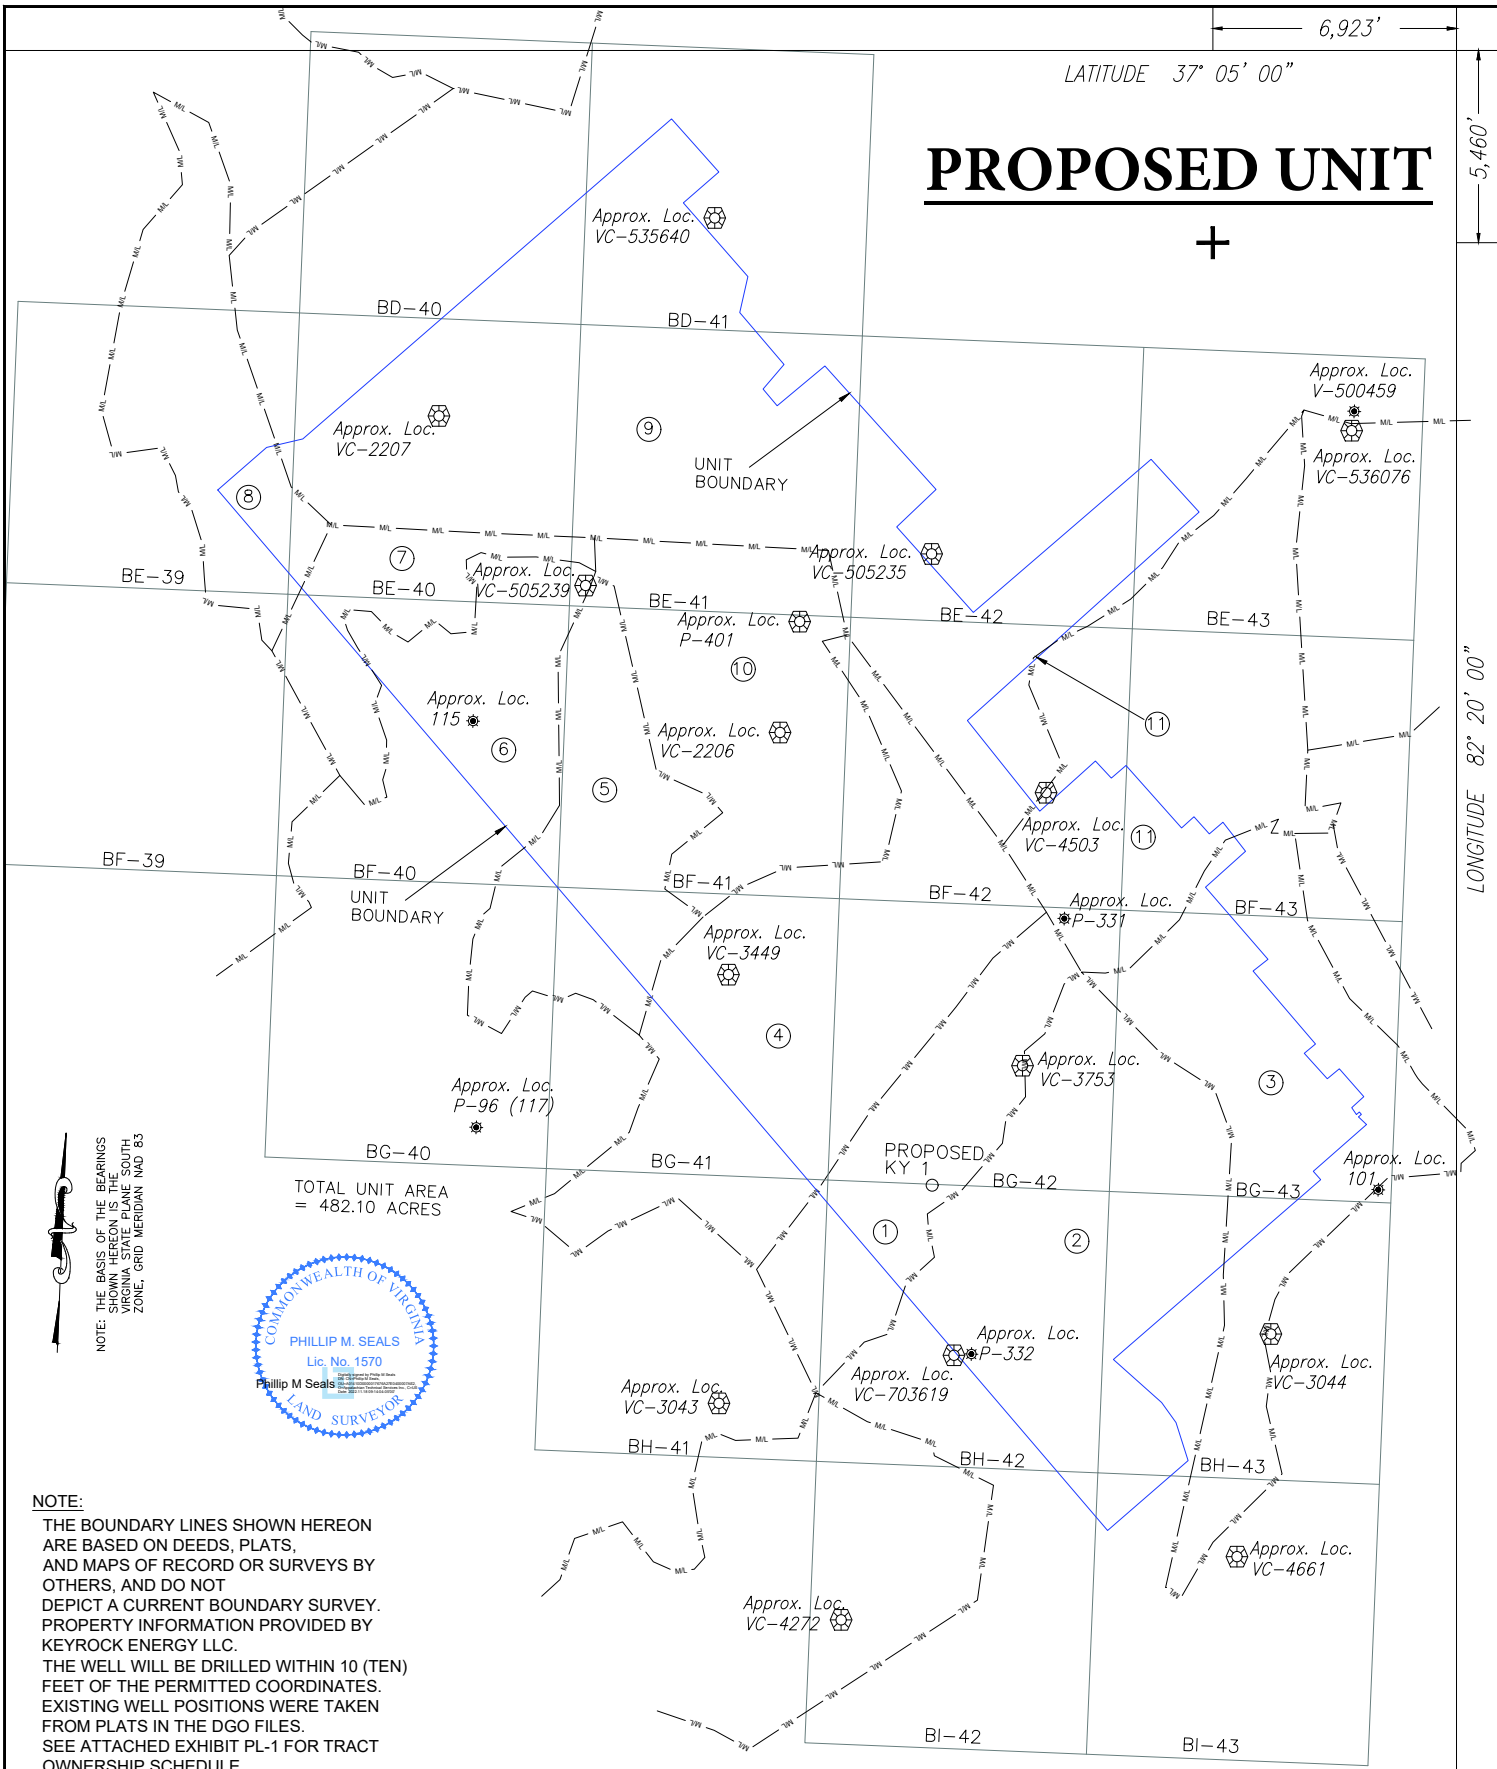 6,923'
LATITUDE 37° 05' 00"
5,460'
PROPOSED UNIT
Approx. Loc.
VC-535640
BD-40
BD-41
Approx. Loc.
V-500459
Approx. Loc.
VC-2207
9
UNIT
BOUNDARY
Approx. Loc.
VC-536076
8
7
Approx. Loc.
VC-505239
Approx. Loc.
VC-505235
BE-39
BE-40
BE-41
BE-42
BE-43
Approx. Loc.
P-401
10
Approx. Loc.
115
6
Approx. Loc.
VC-2206
11
5
LONGITUDE 82° 20' 00"
Approx. Loc.
VC-4503
11
BF-39
BF-40
BF-41
BF-42
BF-43
UNIT
BOUNDARY
Approx. Loc.
P-331
Approx. Loc.
VC-3449
4
Approx. Loc.
VC-3753
3
Approx. Loc.
P-96 (117)
BG-40
BG-41
PROPOSED
KY 1
BG-42
BG-43
Approx. Loc.
101
TOTAL UNIT AREA
= 482.10 ACRES
1
2
NOTE: THE BASIS OF THE BEARINGS
SHOWN HEREON IS THE
VIRGINIA STATE PLANE SOUTH
ZONE, GRID MERIDIAN NAD 83
COMMONWEALTH OF VIRGINIA
PHILLIP M. SEALS
Lic. No. 1570
Phillip M Seals
LAND SURVEYOR
Approx. Loc.
P-332
Approx. Loc.
VC-703619
Approx. Loc.
VC-3044
Approx. Loc.
VC-3043
BH-41
BH-42
BH-43
Approx. Loc.
VC-4661
Approx. Loc.
VC-4272
BI-42
BI-43
NOTE:
THE BOUNDARY LINES SHOWN HEREON
ARE BASED ON DEEDS, PLATS,
AND MAPS OF RECORD OR SURVEYS BY
OTHERS, AND DO NOT
DEPICT A CURRENT BOUNDARY SURVEY.
PROPERTY INFORMATION PROVIDED BY
KEYROCK ENERGY LLC.
THE WELL WILL BE DRILLED WITHIN 10 (TEN)
FEET OF THE PERMITTED COORDINATES.
EXISTING WELL POSITIONS WERE TAKEN
FROM PLATS IN THE DGO FILES.
SEE ATTACHED EXHIBIT PL-1 FOR TRACT
OWNERSHIP SCHEDULE